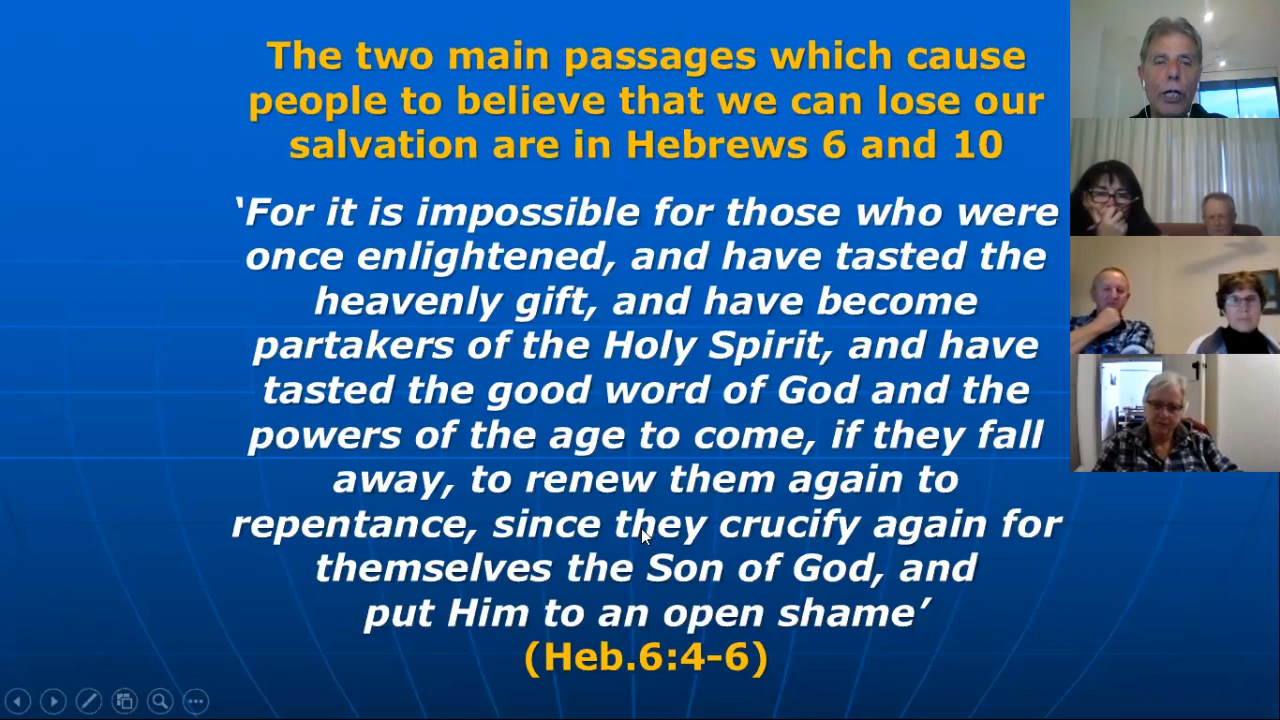 The two main passages which cause
people to believe that we can lose our
salvation are in Hebrews 6 and 10
‘For it is impossible for those who were
once enlightened, and have tasted the
heavenly gift, and have become
partakers of the Holy Spirit, and have
tasted the good word of God and the
powers of the age to come, if they fall
away, to renew them again to
repentance, since they crucify again for
themselves the Son of God, and
put Him to an open shame’
(Heb.6:4-6)